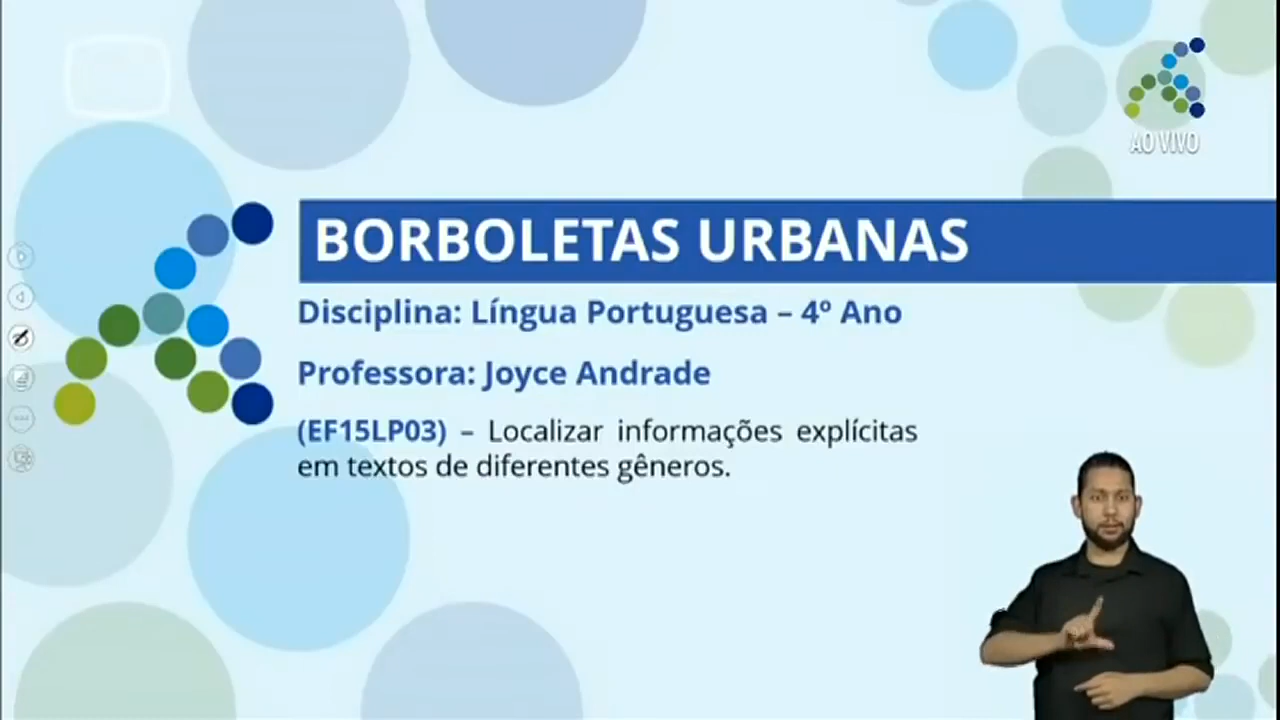 AO VIVO
BORBOLETAS URBANAS
Disciplina: Língua Portuguesa – 4º Ano
Professora: Joyce Andrade
(EF15LP03) – Localizar informações explícitas
em textos de diferentes gêneros.